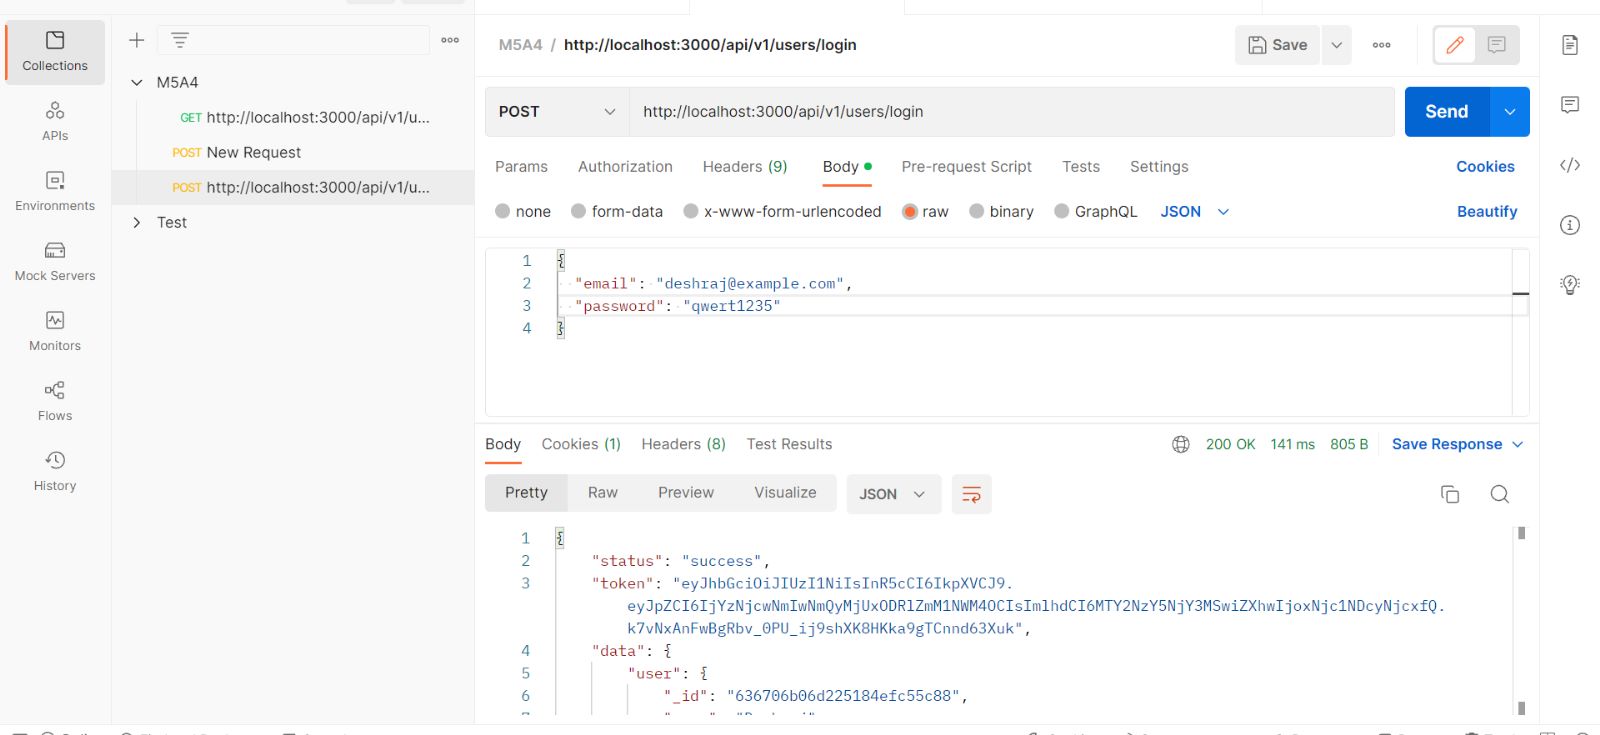 Collections
APIs
Environments
Mock Servers
Monitors
Flows
History
M5A4
GET http://localhost:3000/api/v1/u...
POST New Request
POST http://localhost:3000/api/v1/u...
Test
M5A4 / http://localhost:3000/api/v1/users/login
Save
POST http://localhost:3000/api/v1/users/login
Send
Params Authorization Headers (9) Body Pre-request Script Tests Settings Cookies
none form-data x-www-form-urlencoded raw binary GraphQL JSON Beautify
1 {
2 "email": "deshraj@example.com",
3 "password": "qwert1235"
4 }
Body Cookies (1) Headers (8) Test Results 200 OK 141 ms 805 B Save Response
Pretty Raw Preview Visualize JSON
1 {
2 "status": "success",
3 "token": "eyJhbGciOiJIUzI1NiIsInR5cCI6IkpXVCJ9.
eyJpZCI6IjYzNjcwNmIwNmQyMjUxODRlZmM1NWM4OCIsImlhdCI6MTY2NzY5NjY3MSwiZXhwIjoxNjc1NDcyNjcxfQ.
k7vNxAnFwBgRbv_0PU_ij9shXK8HKka9gTCnnd63Xuk",
4 "data": {
5 "user": {
6 "_id": "636706b06d225184efc55c88",